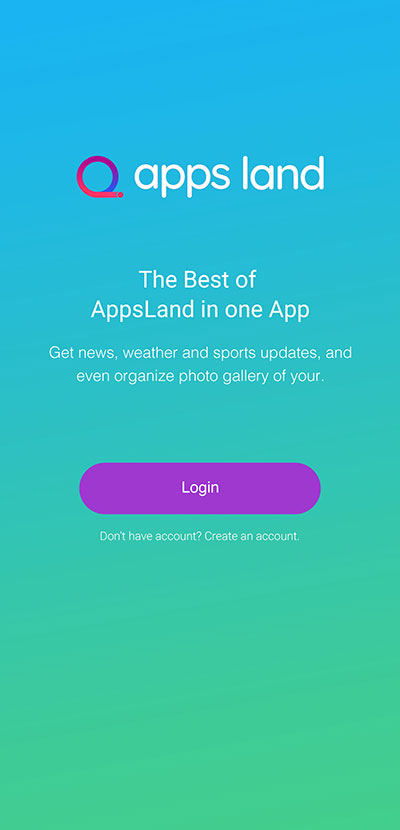 apps land
The Best of
AppsLand in one App
Get news, weather and sports updates, and
even organize photo gallery of your.
Login
Don't have account? Create an account.